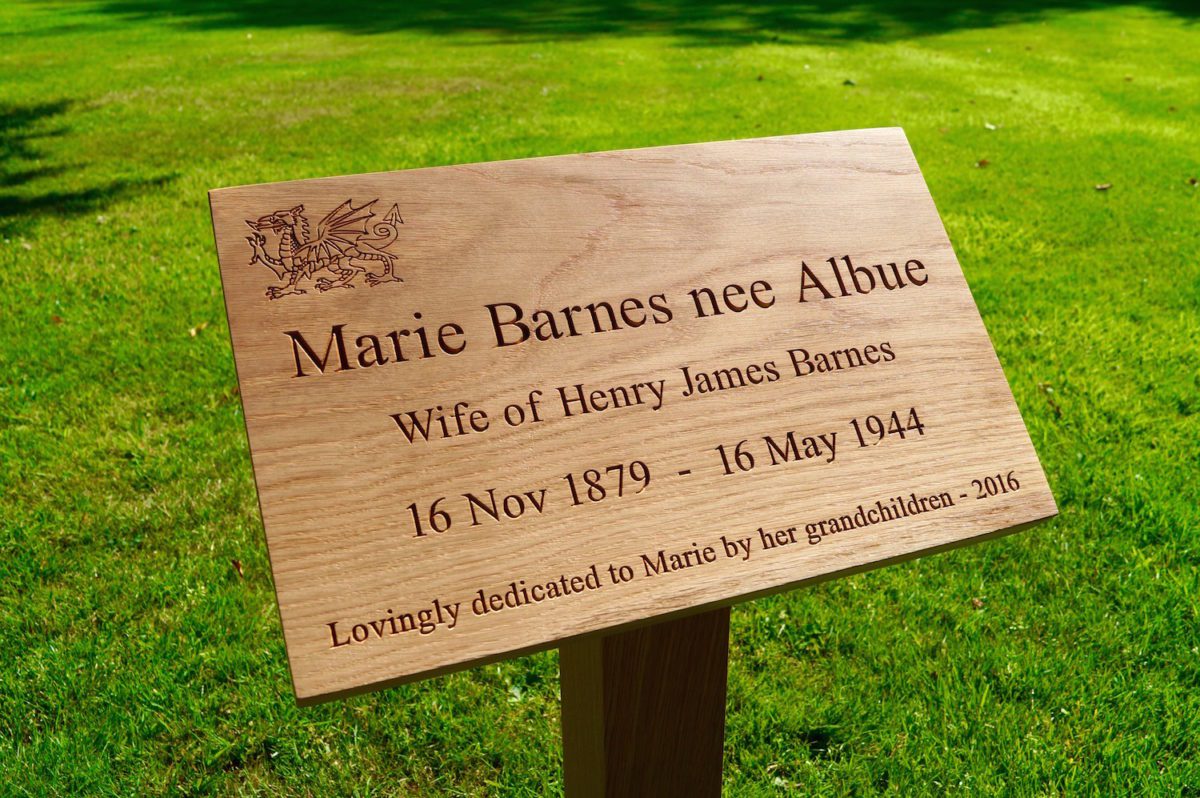 Marie Barnes nee Albue
Wife of Henry James Barnes
16 Nov 1879 - 16 May 1944
Lovingly dedicated to Marie by her grandchildren - 2016